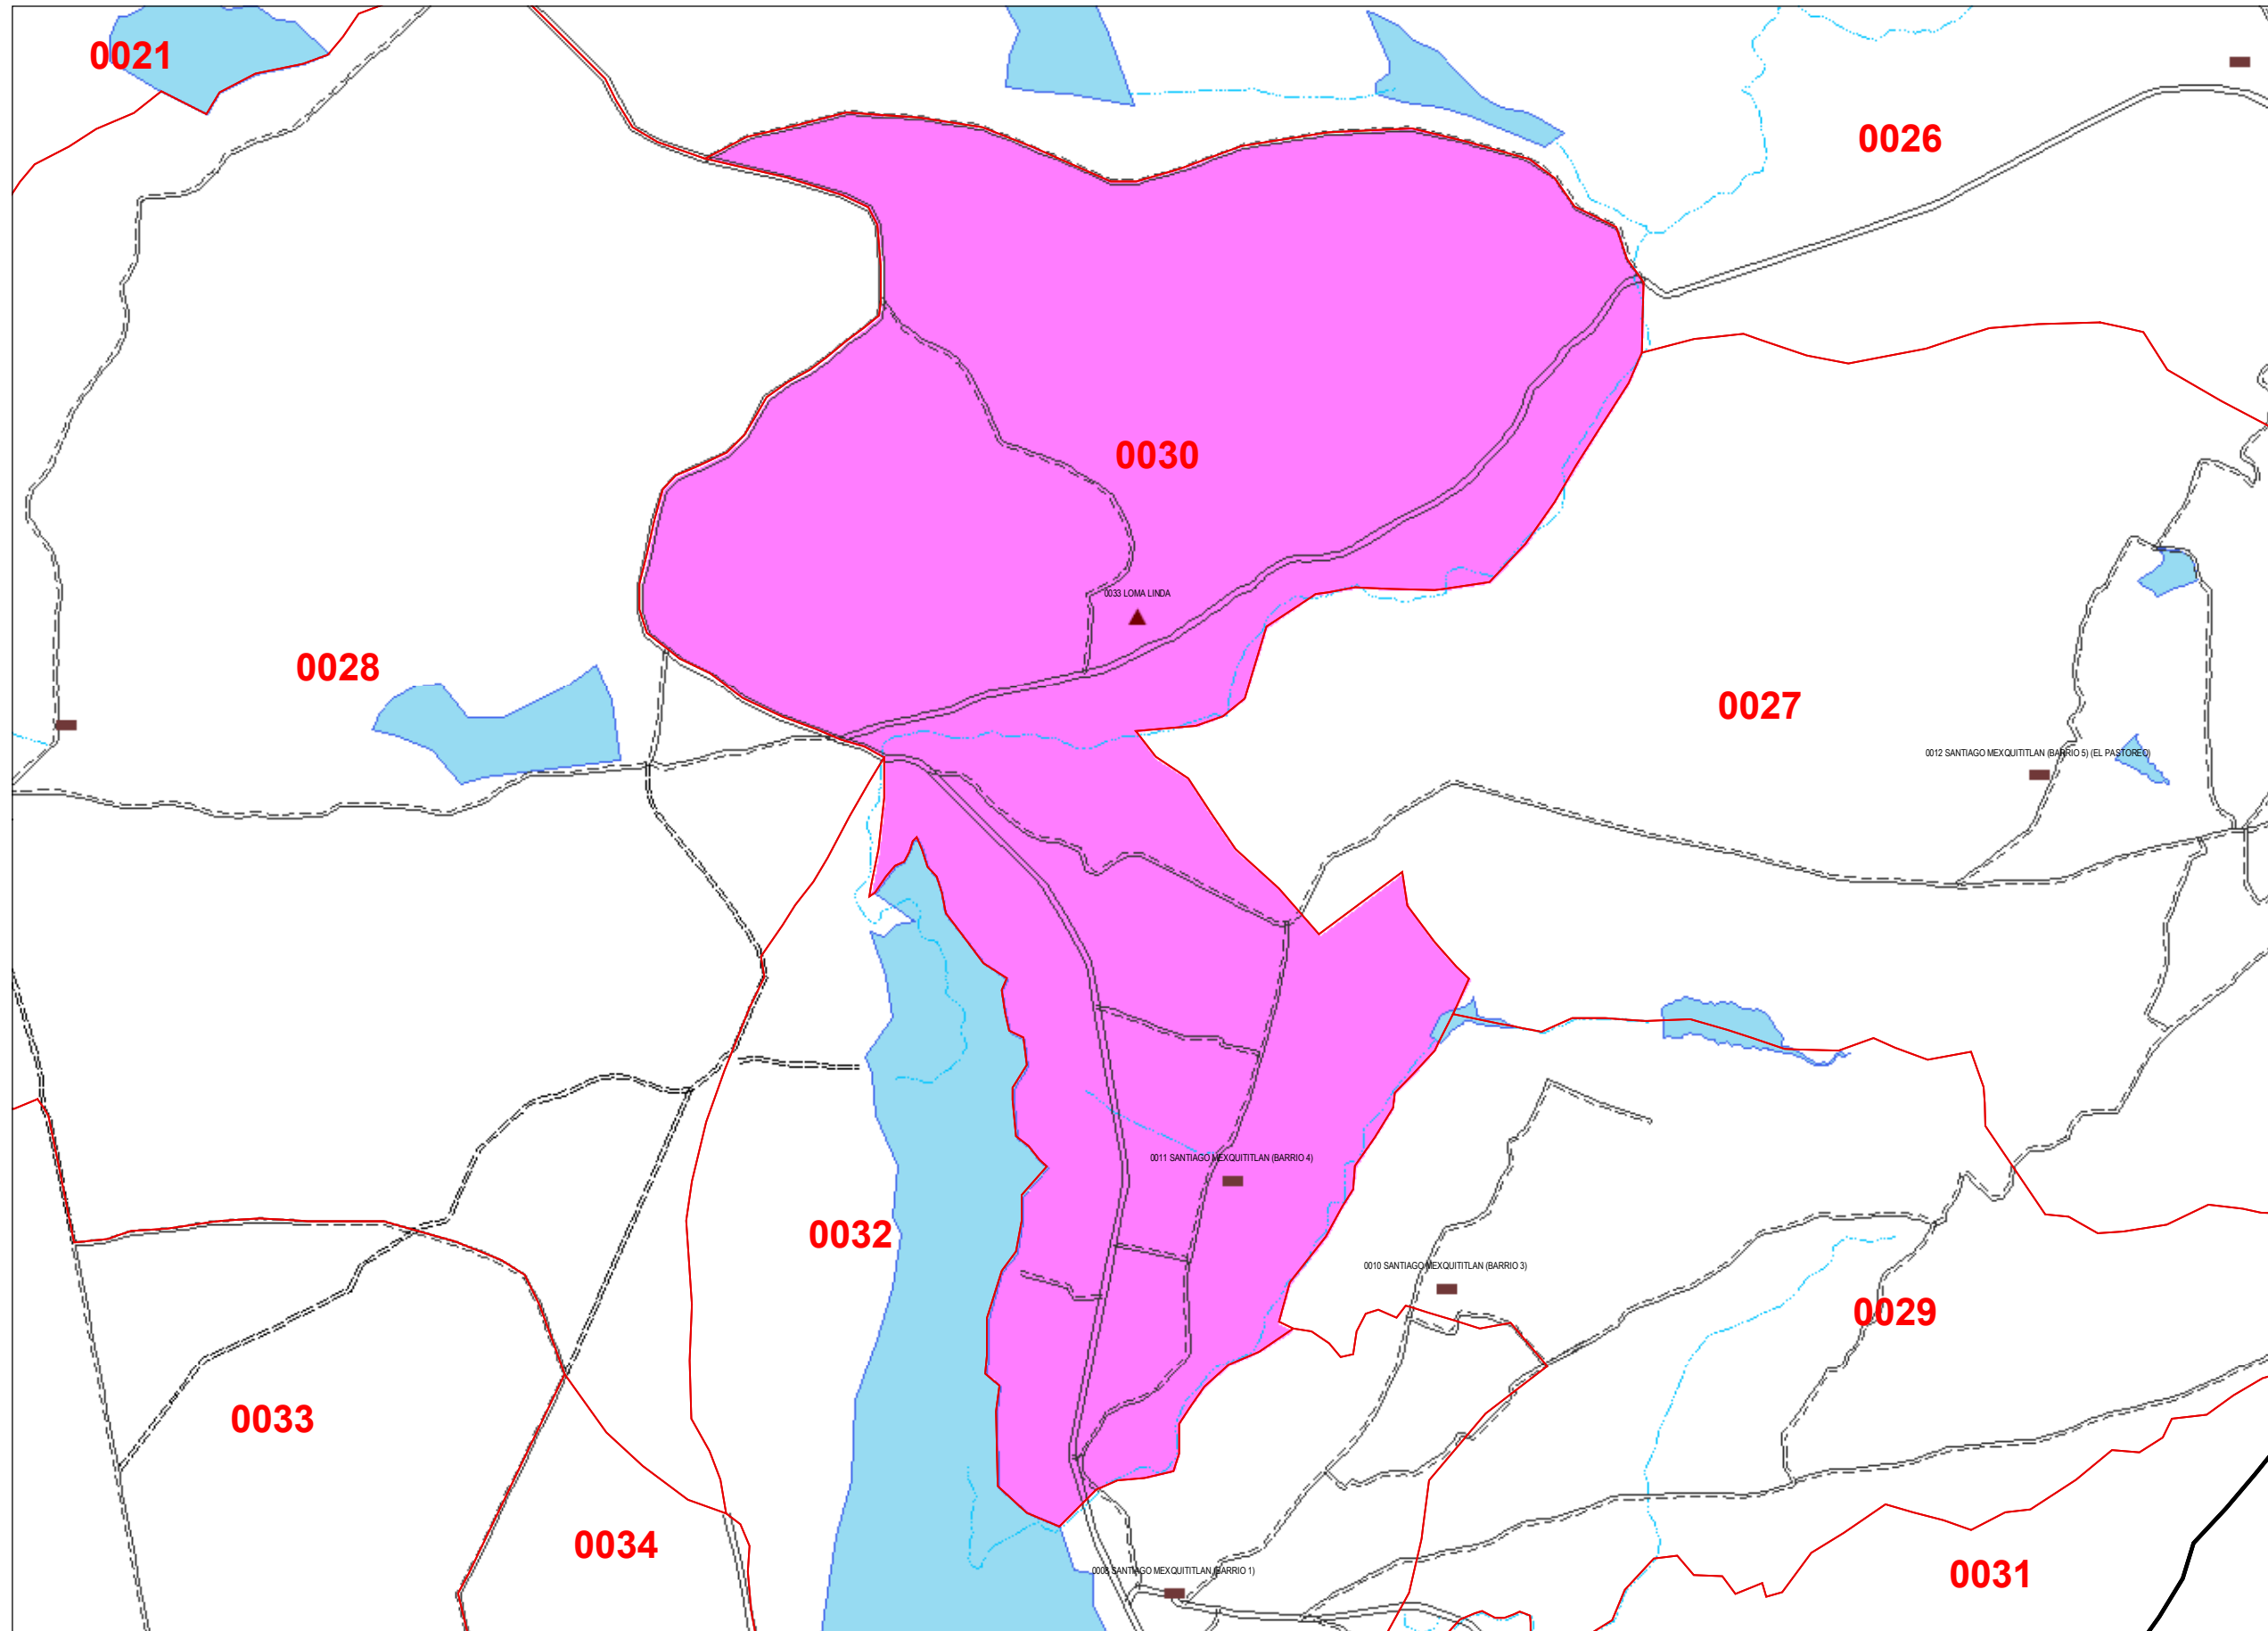 0021
0026
0030
0033 LOMA LINDA
0028
0027
0012 SANTIAGO MEXQUITITLAN (BARRIO 5) (EL PASTOREO)
0011 SANTIAGO MEXQUITITLAN (BARRIO 4)
0032
0010 SANTIAGO MEXQUITITLAN (BARRIO 3)
0029
0033
0034
0008 SANTIAGO MEXQUITITLAN (BARRIO 1)
0031